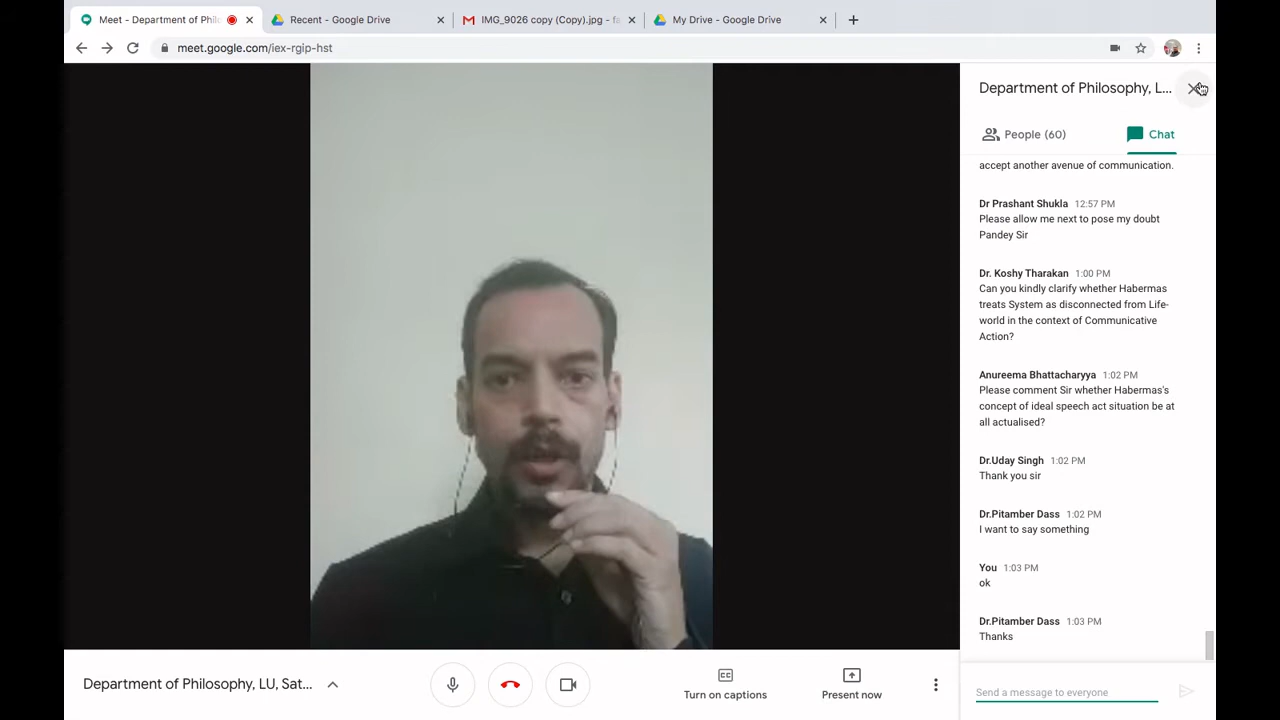 Meet - Department of Phil
Recent - Google Drive
IMG_9026 copy (Copy).jpg - fa
My Drive - Google Drive
meet.google.com/iex-rgip-hst
Department of Philosophy, L...
People (60)
Chat
accept another avenue of communication.
Dr Prashant Shukla 12:57 PM
Please allow me next to pose my doubt
Pandey Sir
Dr. Koshy Tharakan 1:00 PM
Can you kindly clarify whether Habermas
treats System as disconnected from Life-
world in the context of Communicative
Action?
Anureema Bhattacharyya 1:02 PM
Please comment Sir whether Habermas's
concept of ideal speech act situation be at
all actualised?
Dr.Uday Singh 1:02 PM
Thank you sir
Dr.Pitamber Dass 1:02 PM
I want to say something
You 1:03 PM
ok
Dr.Pitamber Dass 1:03 PM
Thanks
Send a message to everyone
Department of Philosophy, LU, Sat...
Turn on captions
Present now